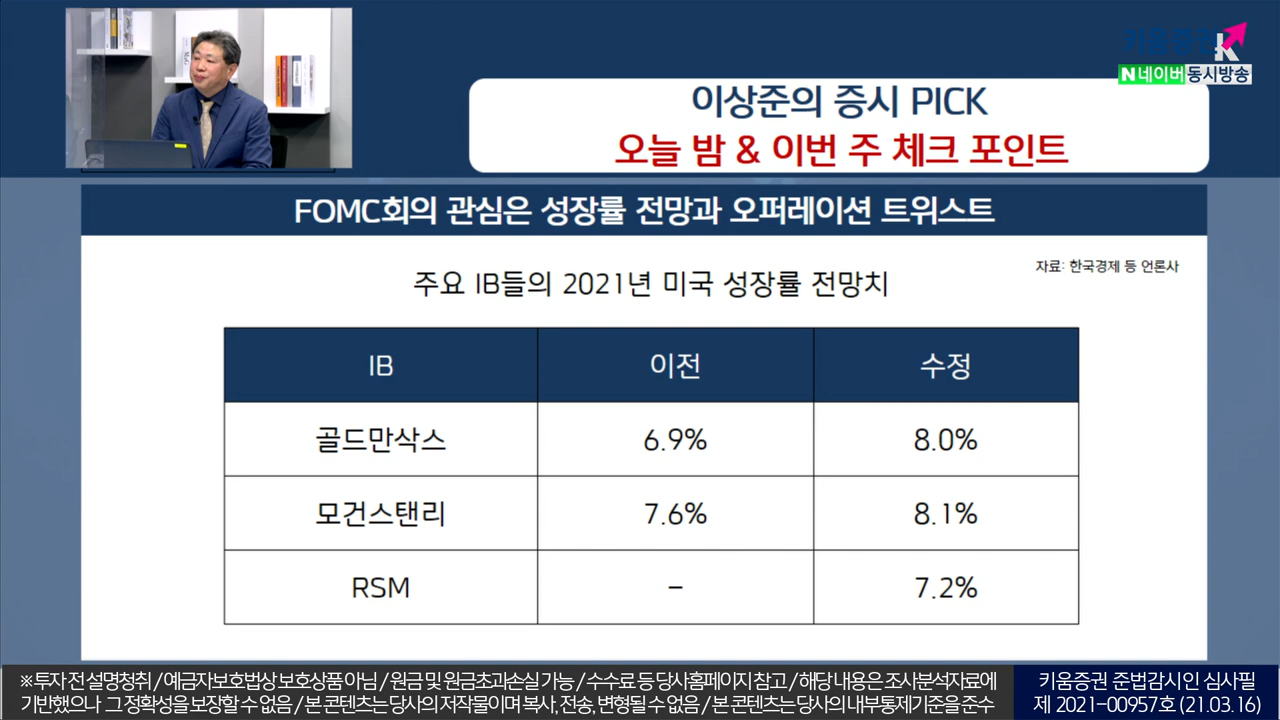 키움증권
N 네이버 동시방송
이상준의 증시 PICK
오늘 밤 & 이번 주 체크 포인트
FOMC회의 관심은 성장률 전망과 오퍼레이션 트위스트
자료: 한국경제 등 언론사
주요 IB들의 2021년 미국 성장률 전망치
IB 이전 수정
골드만삭스 6.9% 8.0%
모건스탠리 7.6% 8.1%
RSM – 7.2%
※ 투자 전 설명청취 / 예금자보호법상 보호상품 아님 / 원금 및 원금초과손실 가능 / 수수료 등 당사홈페이지 참고 / 해당 내용은 조사분석자료에
기반했으나 그 정확성을 보장할 수 없음 / 본 콘텐츠는 당사의 저작물이며 복사, 전송, 변형될 수 없음 / 본 콘텐츠는 당사의 내부통제기준을 준수
키움증권 준법감시인 심사필
제 2021-00957호 (21.03.16)